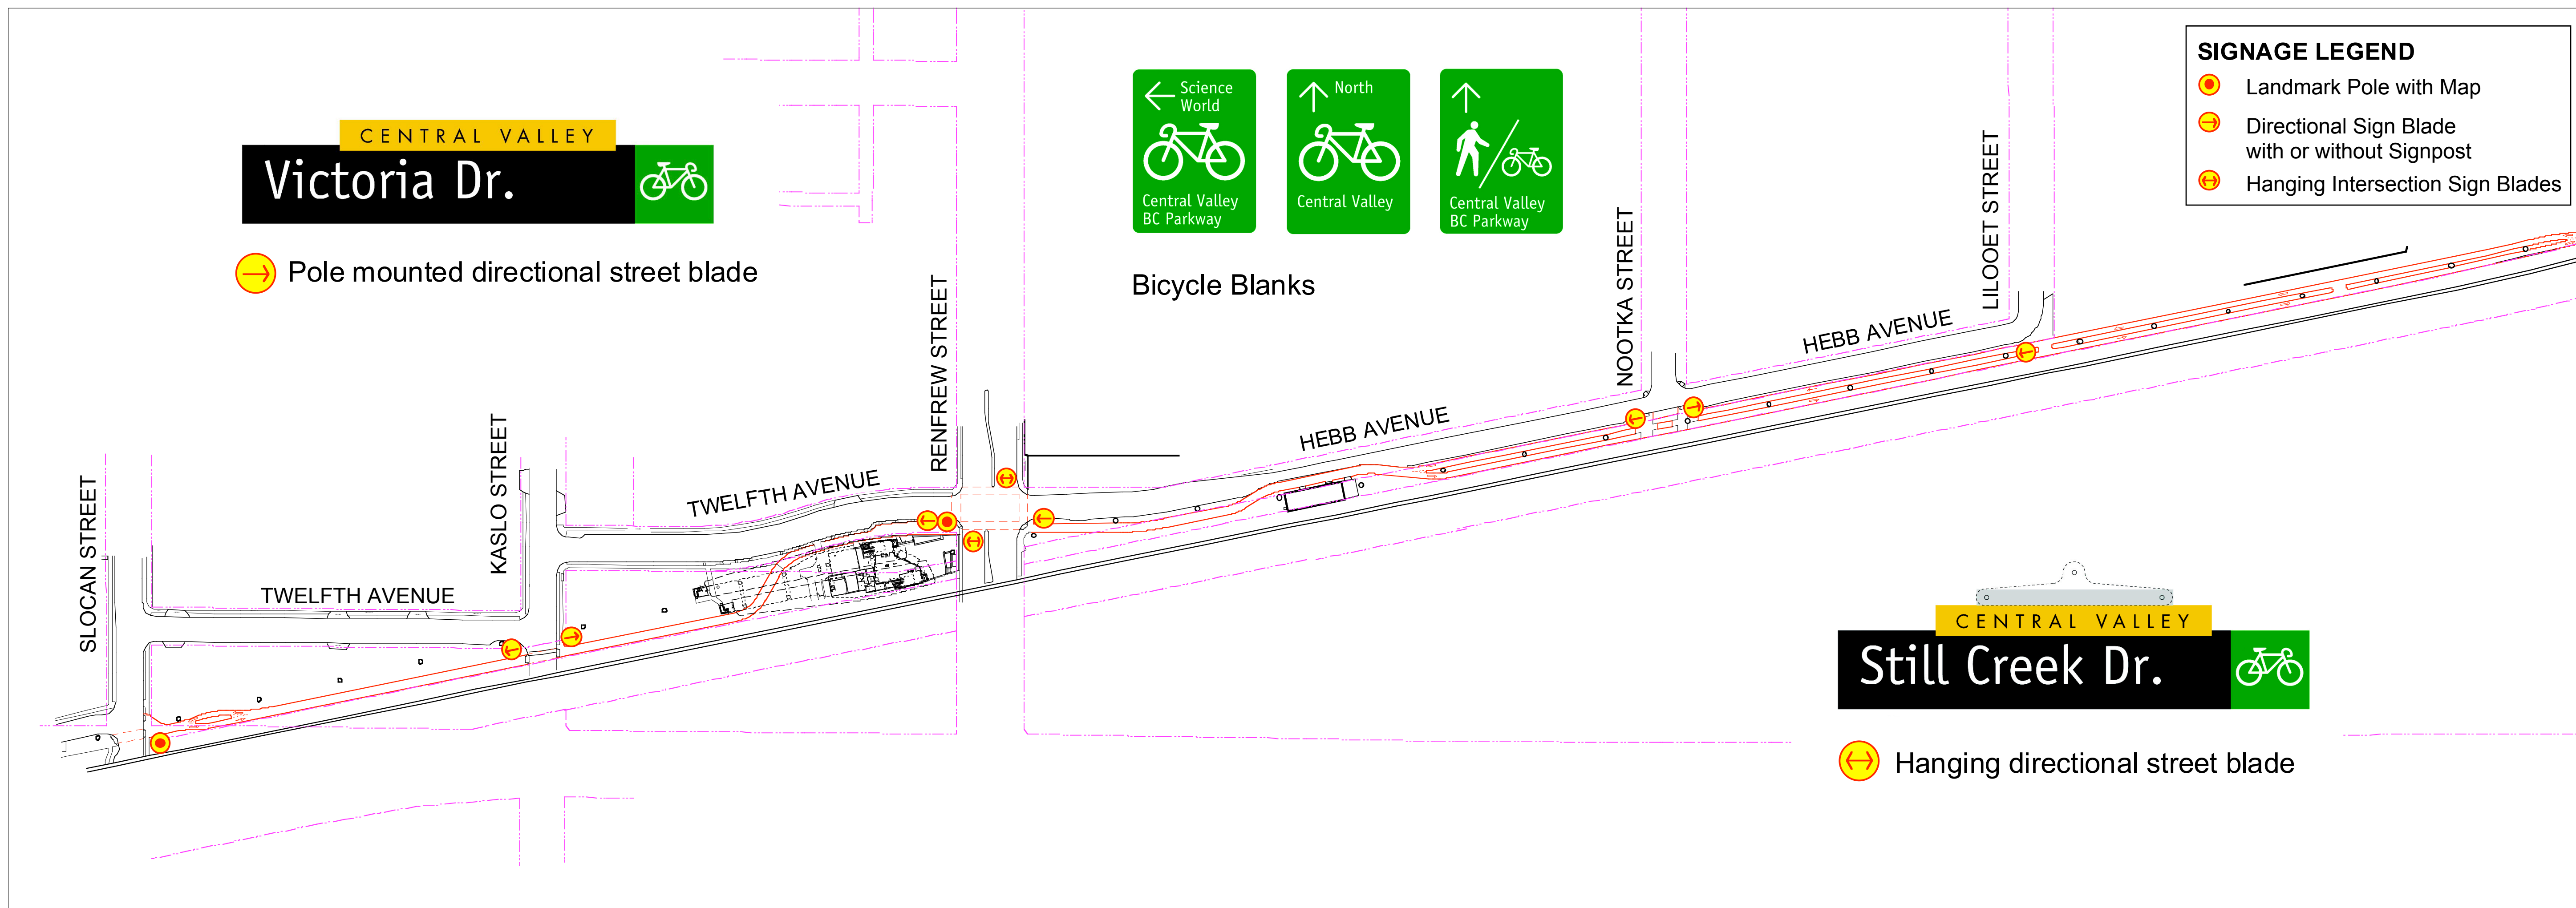 SIGNAGE LEGEND
Landmark Pole with Map
Directional Sign Blade
with or without Signpost
Hanging Intersection Sign Blades
CENTRAL VALLEY
Victoria Dr.
Pole mounted directional street blade
Science
World
Central Valley
BC Parkway
North
Central Valley
Central Valley
BC Parkway
Bicycle Blanks
SLOCAN STREET
TWELFTH AVENUE
KASLO STREET
TWELFTH AVENUE
RENFREW STREET
HEBB AVENUE
NOOTKA STREET
HEBB AVENUE
LILOOET STREET
CENTRAL VALLEY
Still Creek Dr.
Hanging directional street blade